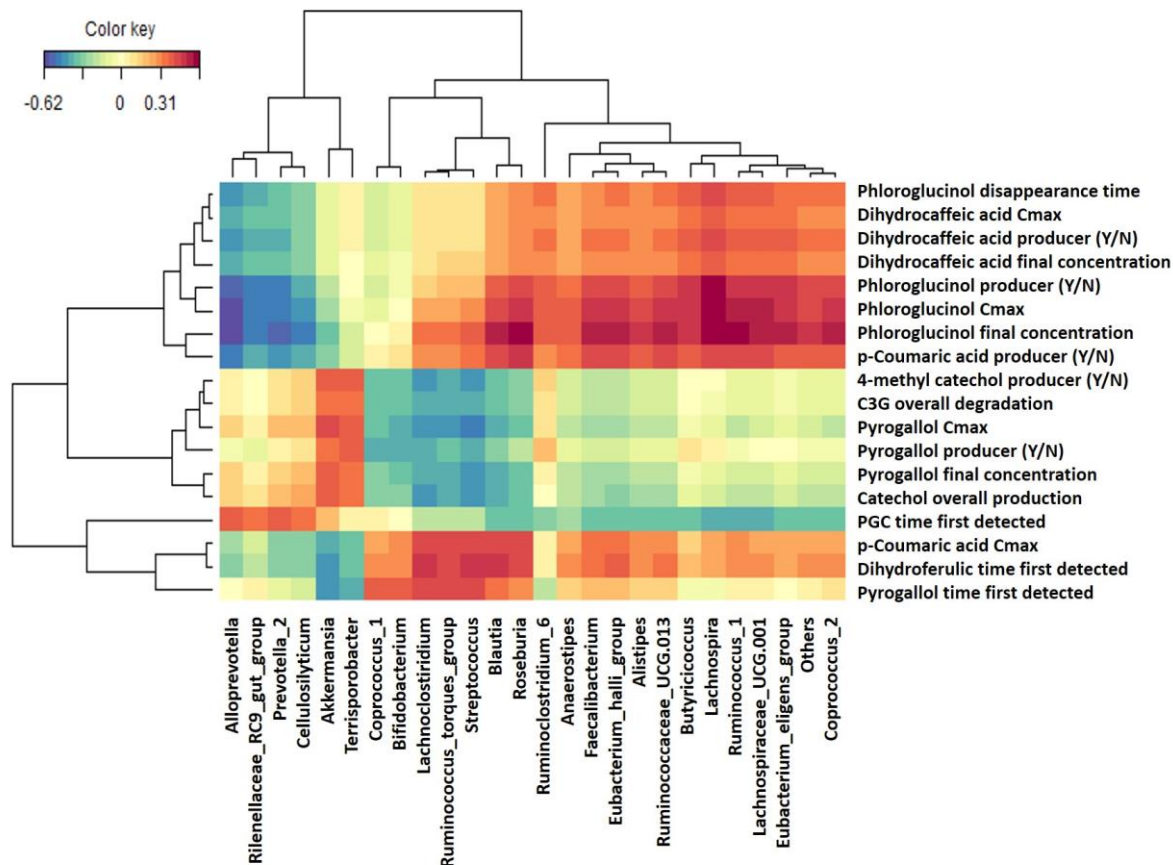 Color key
-0.62 0 0.31
Phloroglucinol disappearance time
Dihydrocaffeic acid Cmax
Dihydrocaffeic acid producer (Y/N)
Dihydrocaffeic acid final concentration
Phloroglucinol producer (Y/N)
Phloroglucinol Cmax
Phloroglucinol final concentration
p-Coumaric acid producer (Y/N)
4-methyl catechol producer (Y/N)
C3G overall degradation
Pyrogallol Cmax
Pyrogallol producer (Y/N)
Pyrogallol final concentration
Catechol overall production
PGC time first detected
p-Coumaric acid Cmax
Dihydroferulic time first detected
Pyrogallol time first detected
Alloprevotella
Rilenellaceae_RC9_gut_group
Prevotella_2
Cellulosilyticum
Akkermansia
Terrisporobacter
Coprococcus_1
Bifidobacterium
Lachnoclostiridium
Ruminococcus_torques_group
Streptococcus
Blautia
Roseburia
Ruminoclostridium_6
Anaerostipes
Faecalibacterium
Eubacterium_halli_group
Alistipes
Ruminococcaceae_UCG.013
Butyricicoccus
Lachnospira
Ruminococcus_1
Lachnospiraceae_UCG.001
Eubacterium_eligens_group
Others
Coprococcus_2